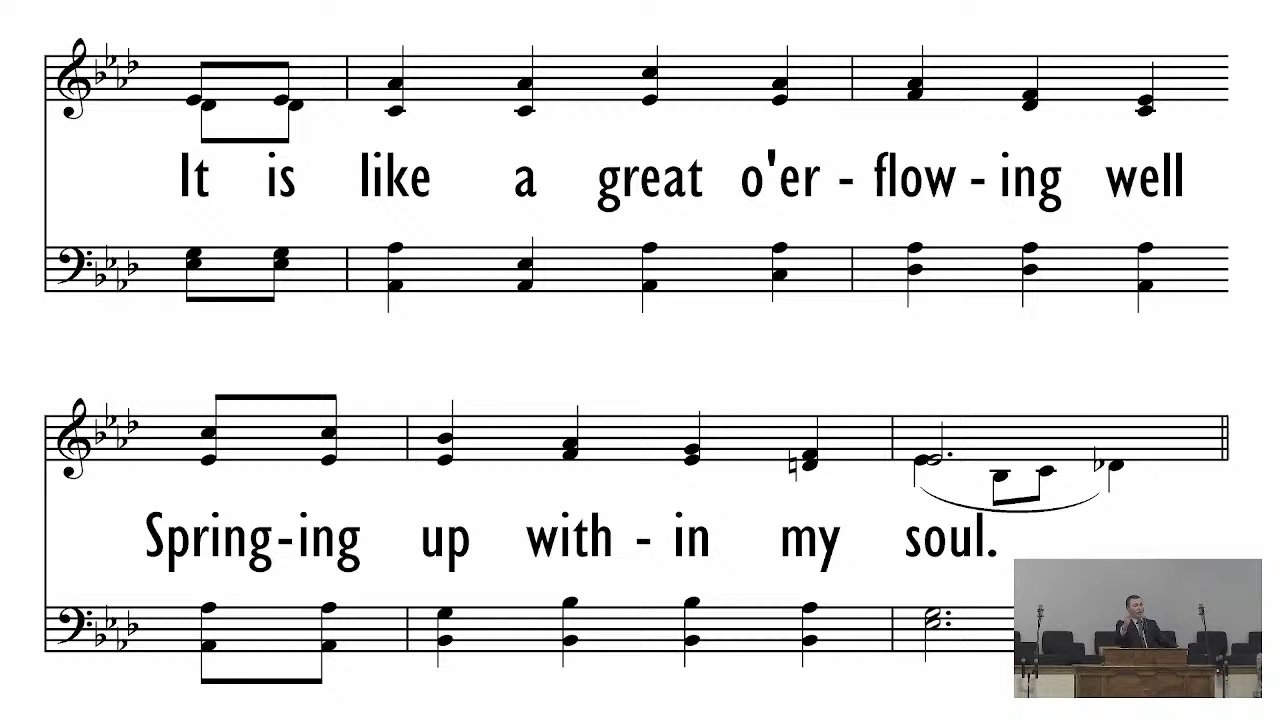 It is like a great o'er - flow - ing well
Spring-ing up with - in my soul.